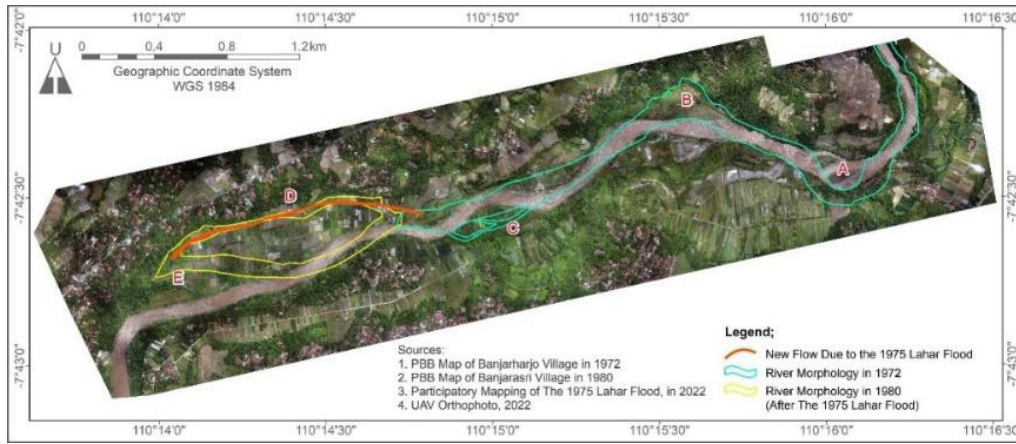 110°14'0" 110°14'30" 110°15'0" 110°15'30" 110°16'0" 110°16'30"
-7°42'0"
-7°42'0"
U
0 0.4 0.8 1.2km
Geographic Coordinate System
WGS 1984
B
A
-7°42'30"
-7°42'30"
D
C
E
Sources:
1. PBB Map of Banjarharjo Village in 1972
2. PBB Map of Banjarasri Village in 1980
3. Participatory Mapping of The 1975 Lahar Flood, in 2022
4. UAV Orthophoto, 2022
Legend;
New Flow Due to the 1975 Lahar Flood
River Morphology in 1972
River Morphology in 1980
(After The 1975 Lahar Flood)
-7°43'0"
-7°43'0"
110°14'0" 110°14'30" 110°15'0" 110°15'30" 110°16'0" 110°16'30"